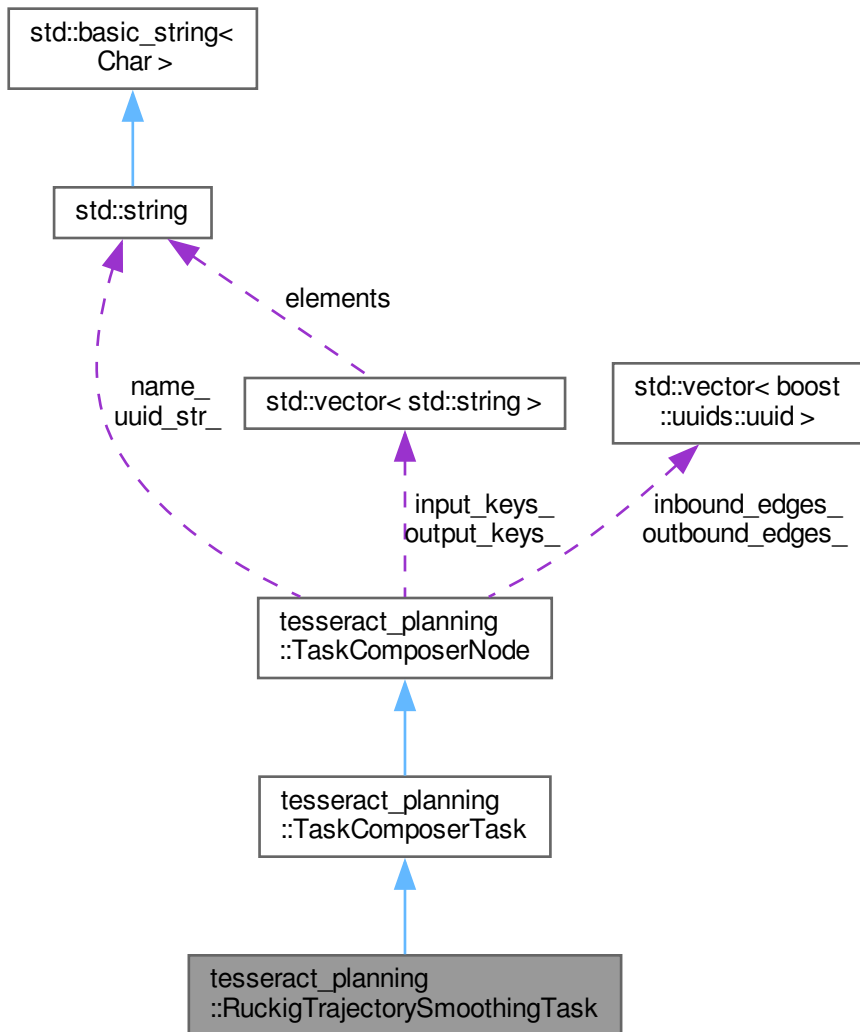 std::basic_string<
Char >
std::string
elements
name_
uuid_str_
std::vector< std::string >
std::vector< boost
::uuids::uuid >
input_keys_
output_keys_
inbound_edges_
outbound_edges_
tesseract_planning
::TaskComposerNode
tesseract_planning
::TaskComposerTask
tesseract_planning
::RuckigTrajectorySmoothingTask